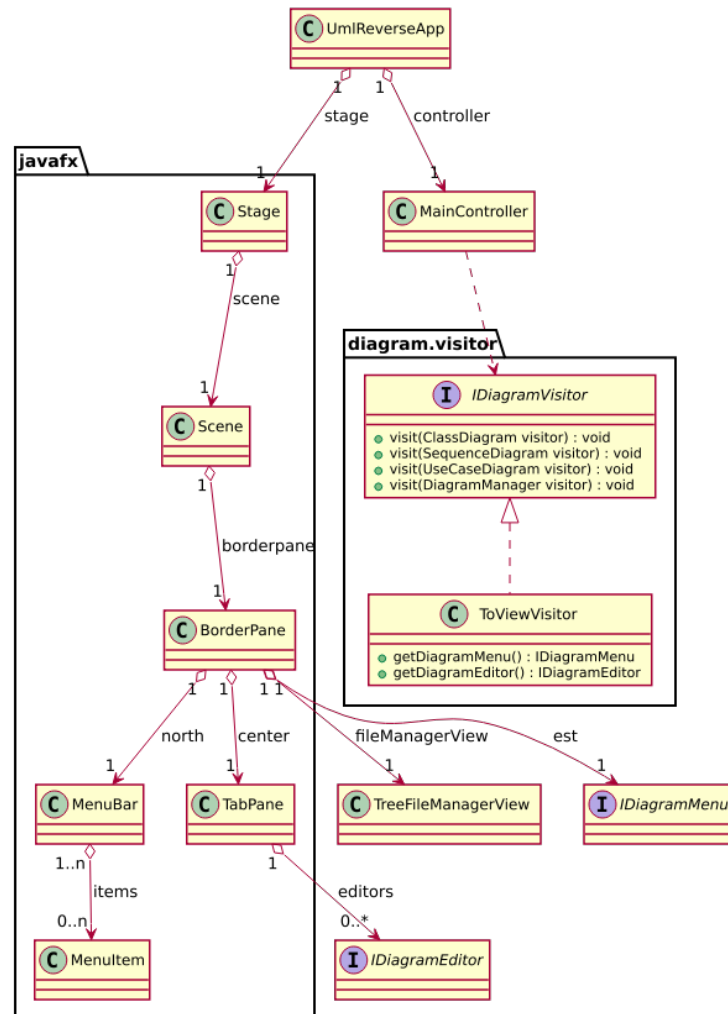 C UmlReverseApp
1 1
stage controller
javafx
1 1
C Stage
C MainController
1
scene
diagram.visitor
1
I IDiagramVisitor
C Scene
visit(ClassDiagram visitor) : void
visit(SequenceDiagram visitor) : void
visit(UseCaseDiagram visitor) : void
visit(DiagramManager visitor) : void
1
borderpane
1
C ToViewVisitor
C BorderPane
getDiagramMenu() : IDiagramMenu
getDiagramEditor() : IDiagramEditor
1 1 1 1
north center fileManagerView est
1 1 1 1
C MenuBar
C TabPane
C TreeFileManagerView
I IDiagramMenu
1..n 1
items editors
0..n 0..*
C MenuItem
I IDiagramEditor